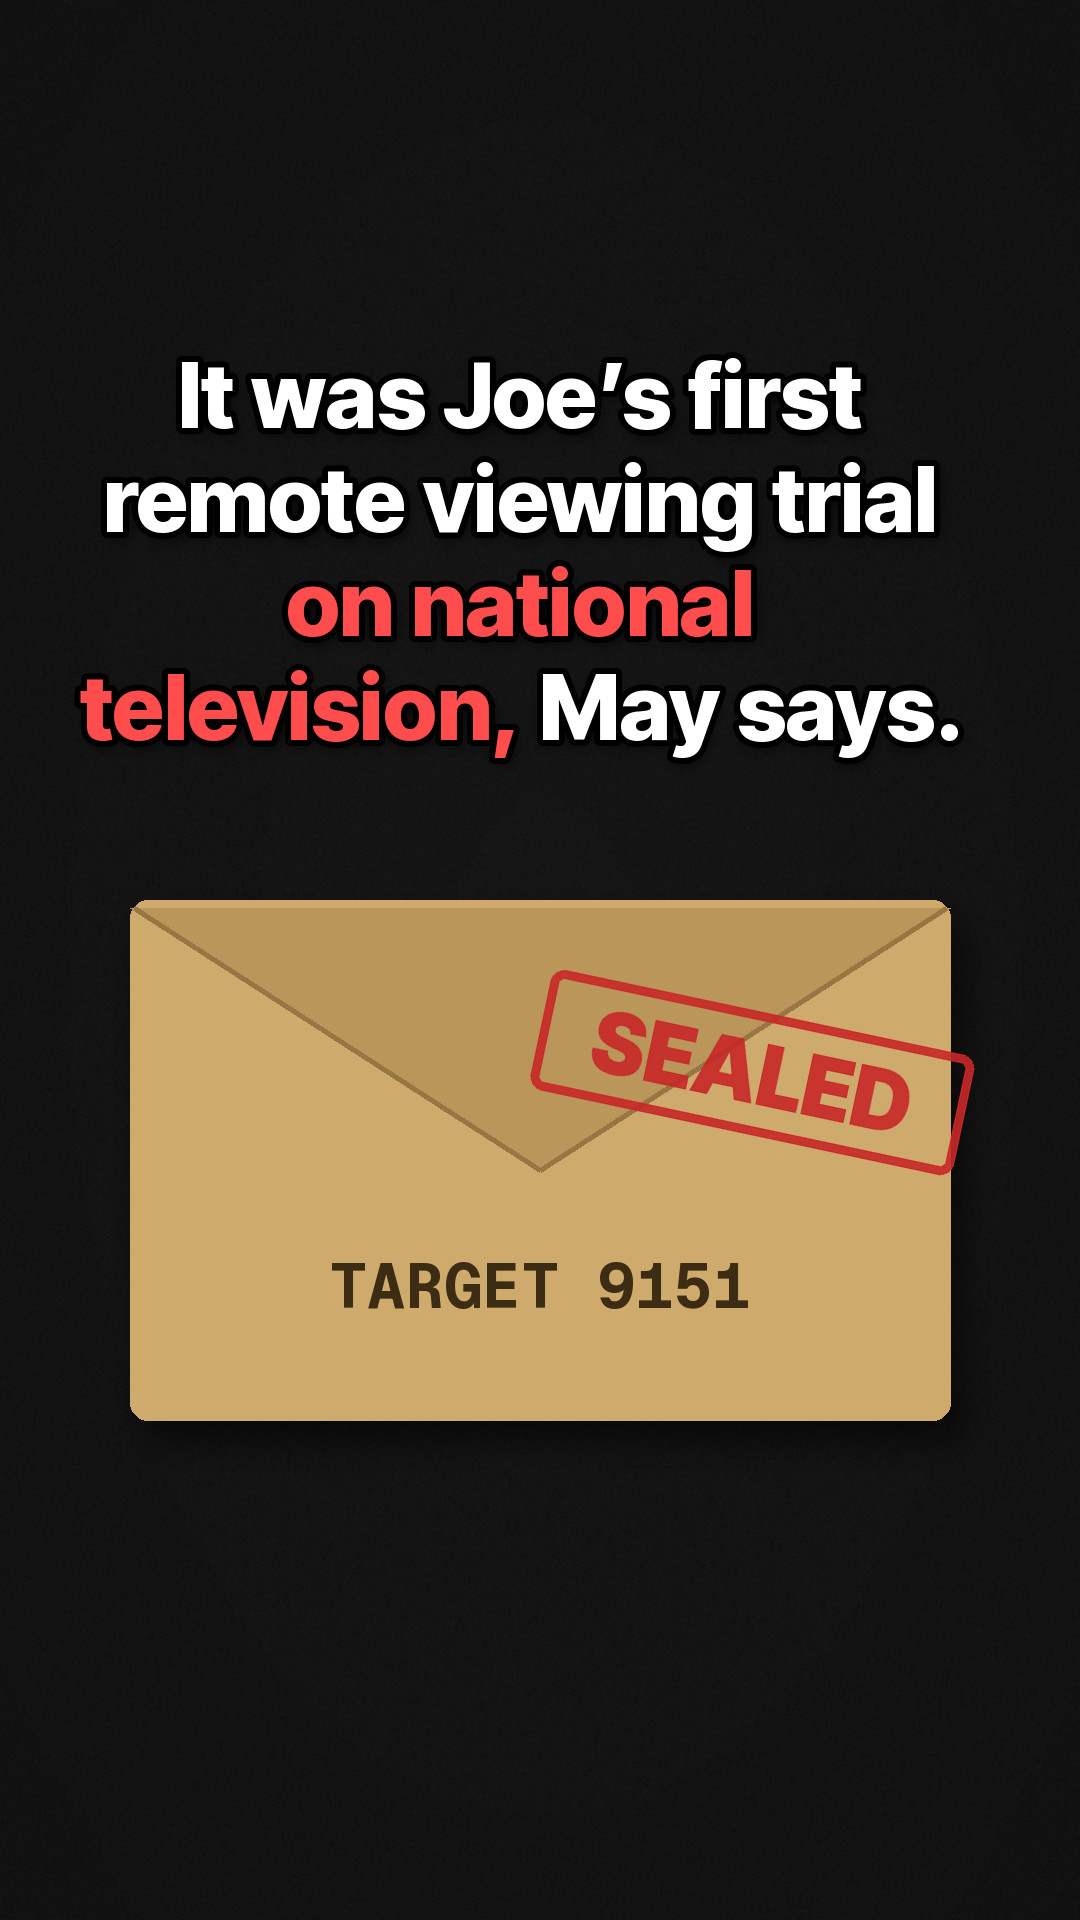 It was Joe’s first
remote viewing trial
on national
television, May says.
SEALED
TARGET 9151